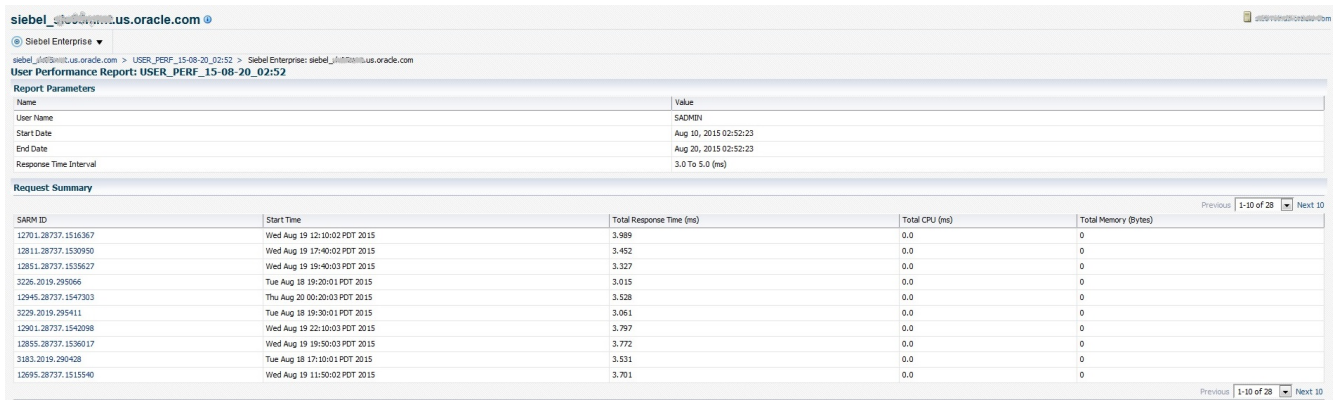 siebel_ .us.oracle.com
Siebel Enterprise
siebel_ .us.oracle.com > USER_PERF_15-08-20_02:52 > Siebel Enterprise: siebel_ .us.oracle.com
User Performance Report: USER_PERF_15-08-20_02:52
Report Parameters
Name Value
User Name SADMIN
Start Date Aug 10, 2015 02:52:23
End Date Aug 20, 2015 02:52:23
Response Time Interval 3.0 To 5.0 (ms)
Request Summary
Previous 1-10 of 28 Next 10
SARM ID Start Time Total Response Time (ms) Total CPU (ms) Total Memory (Bytes)
12701.28737.1516367 Wed Aug 19 12:10:02 PDT 2015 3.989 0.0 0
12811.28737.1530950 Wed Aug 19 17:40:02 PDT 2015 3.452 0.0 0
12851.28737.1535627 Wed Aug 19 19:40:03 PDT 2015 3.327 0.0 0
3226.2019.295066 Tue Aug 18 19:20:01 PDT 2015 3.015 0.0 0
12945.28737.1547303 Thu Aug 20 00:20:03 PDT 2015 3.528 0.0 0
3229.2019.295411 Tue Aug 18 19:30:01 PDT 2015 3.061 0.0 0
12901.28737.1542098 Wed Aug 19 22:10:03 PDT 2015 3.797 0.0 0
12855.28737.1536017 Wed Aug 19 19:50:03 PDT 2015 3.772 0.0 0
3183.2019.290428 Tue Aug 18 17:10:01 PDT 2015 3.531 0.0 0
12695.28737.1515540 Wed Aug 19 11:50:02 PDT 2015 3.701 0.0 0
Previous 1-10 of 28 Next 10